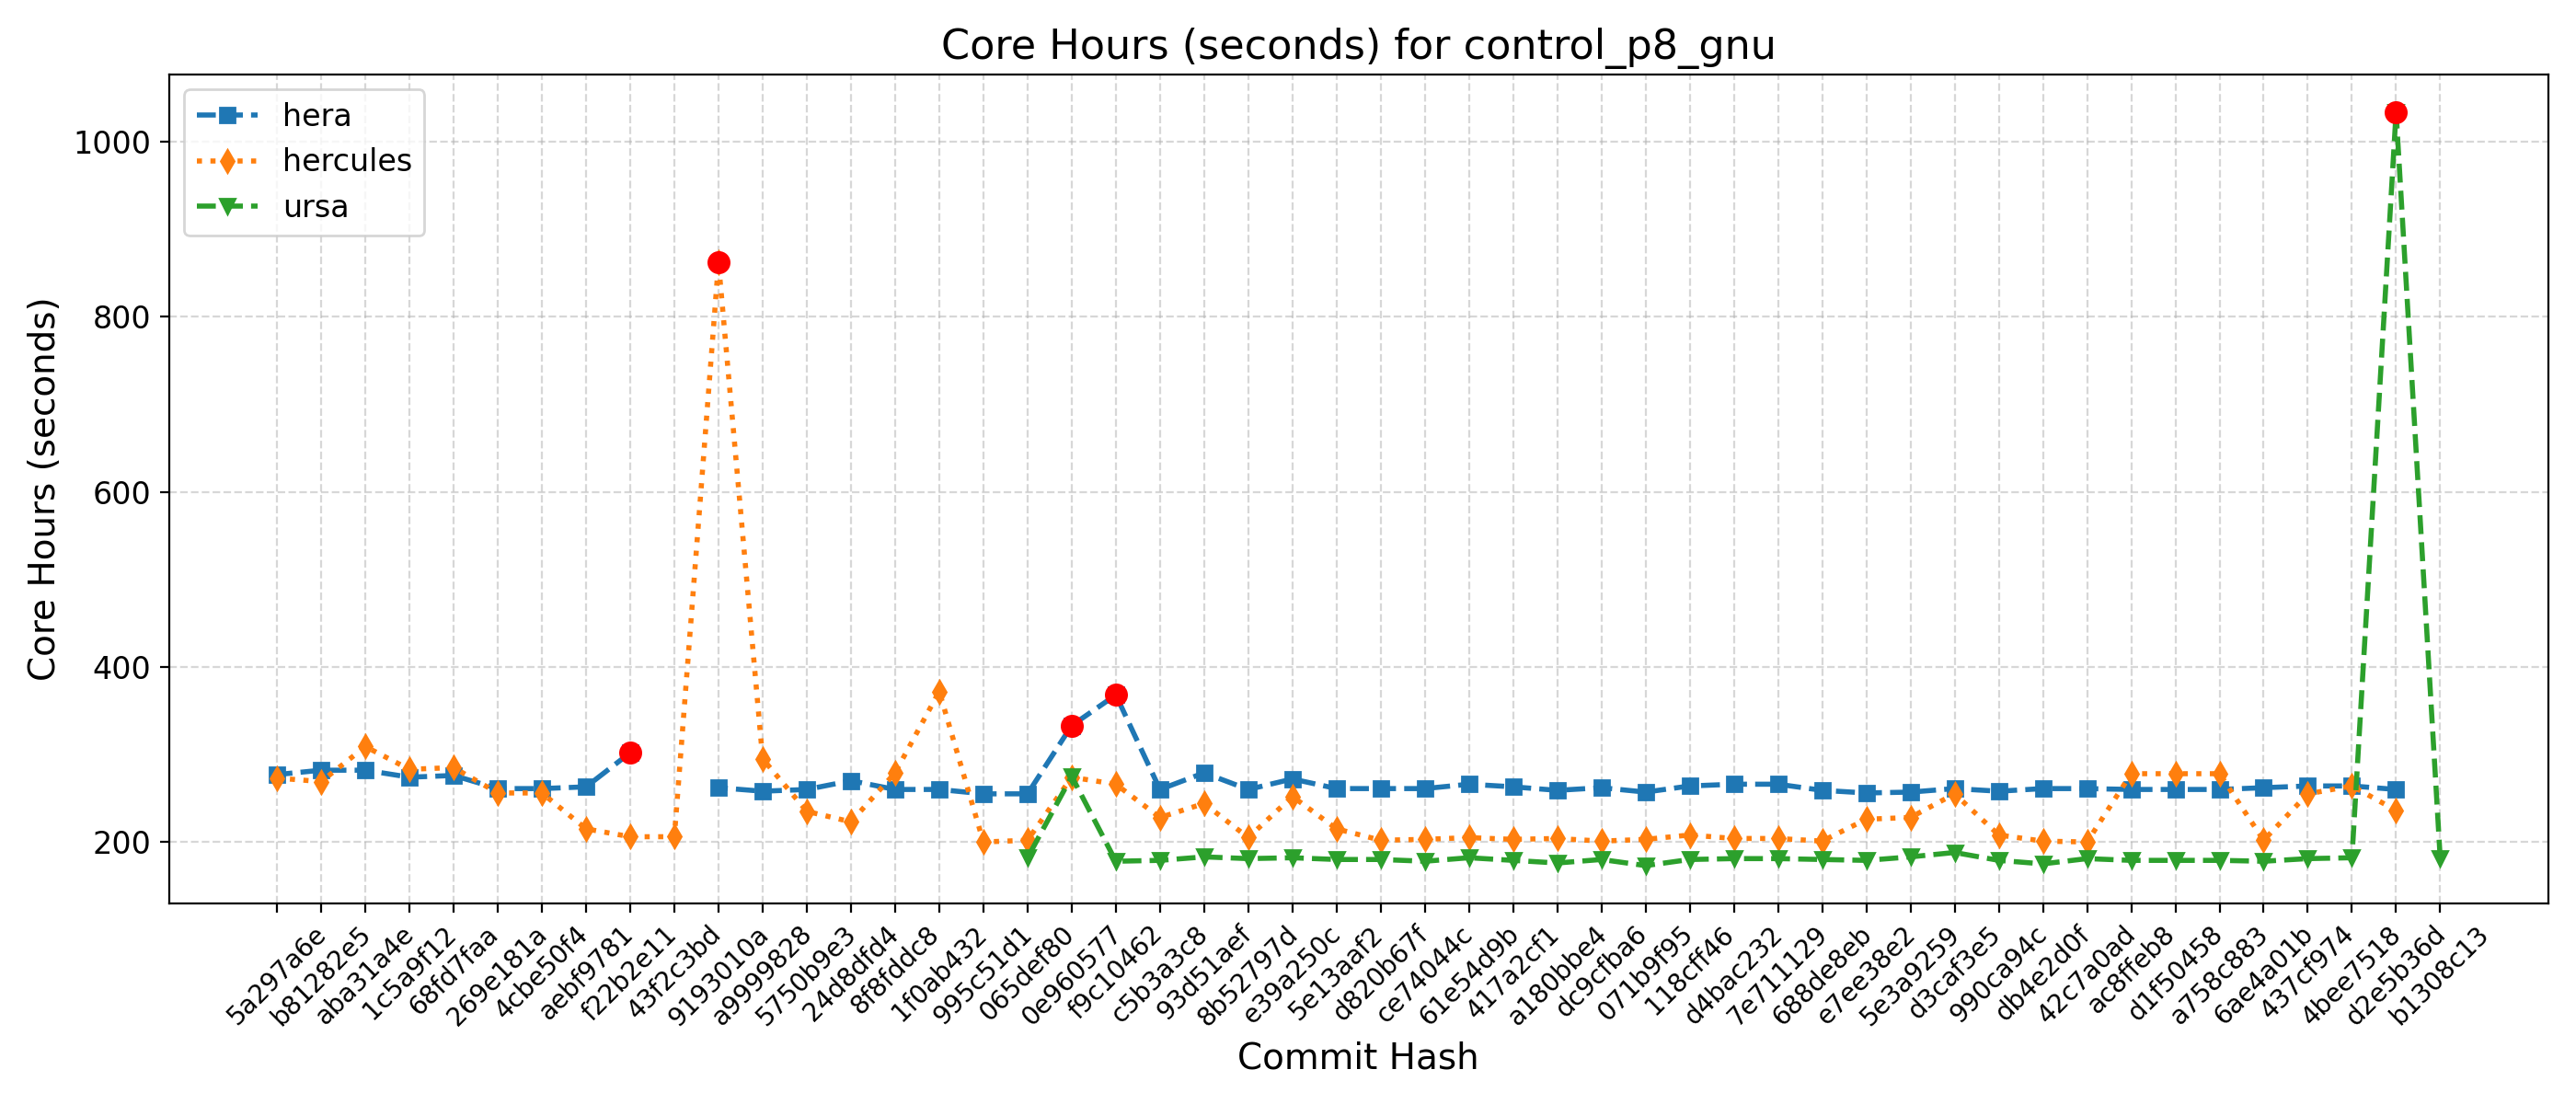 Core Hours (seconds) for control_p8_gnu
hera
hercules
ursa
Core Hours (seconds)
1000
800
600
400
200
5a297a6e
b81282e5
aba31a4e
1c5a9f12
68fd7faa
269e181a
4cbe50f4
aebf9781
f22b2e11
43f2c3bd
9193010a
a9999828
5750b9e3
24d8dfd4
8f8fddc8
1f0ab432
995c51d1
065def80
0e960577
f9c10462
c5b3a3c8
93d51aef
8b52797d
e39a250c
5e13aaf2
d820b67f
ce74044c
61e54d9b
417a2cf1
a180bbe4
dc9cfba6
071b9f95
118cff46
d4bac232
7e711129
688de8eb
e7ee38e2
5e3a9259
d3caf3e5
990ca94c
db4e2d0f
42c7a0ad
ac8ffeb8
d1f50458
a758c883
6ae4a01b
437cf974
4bee7518
d2e5b36d
b1308c13
Commit Hash